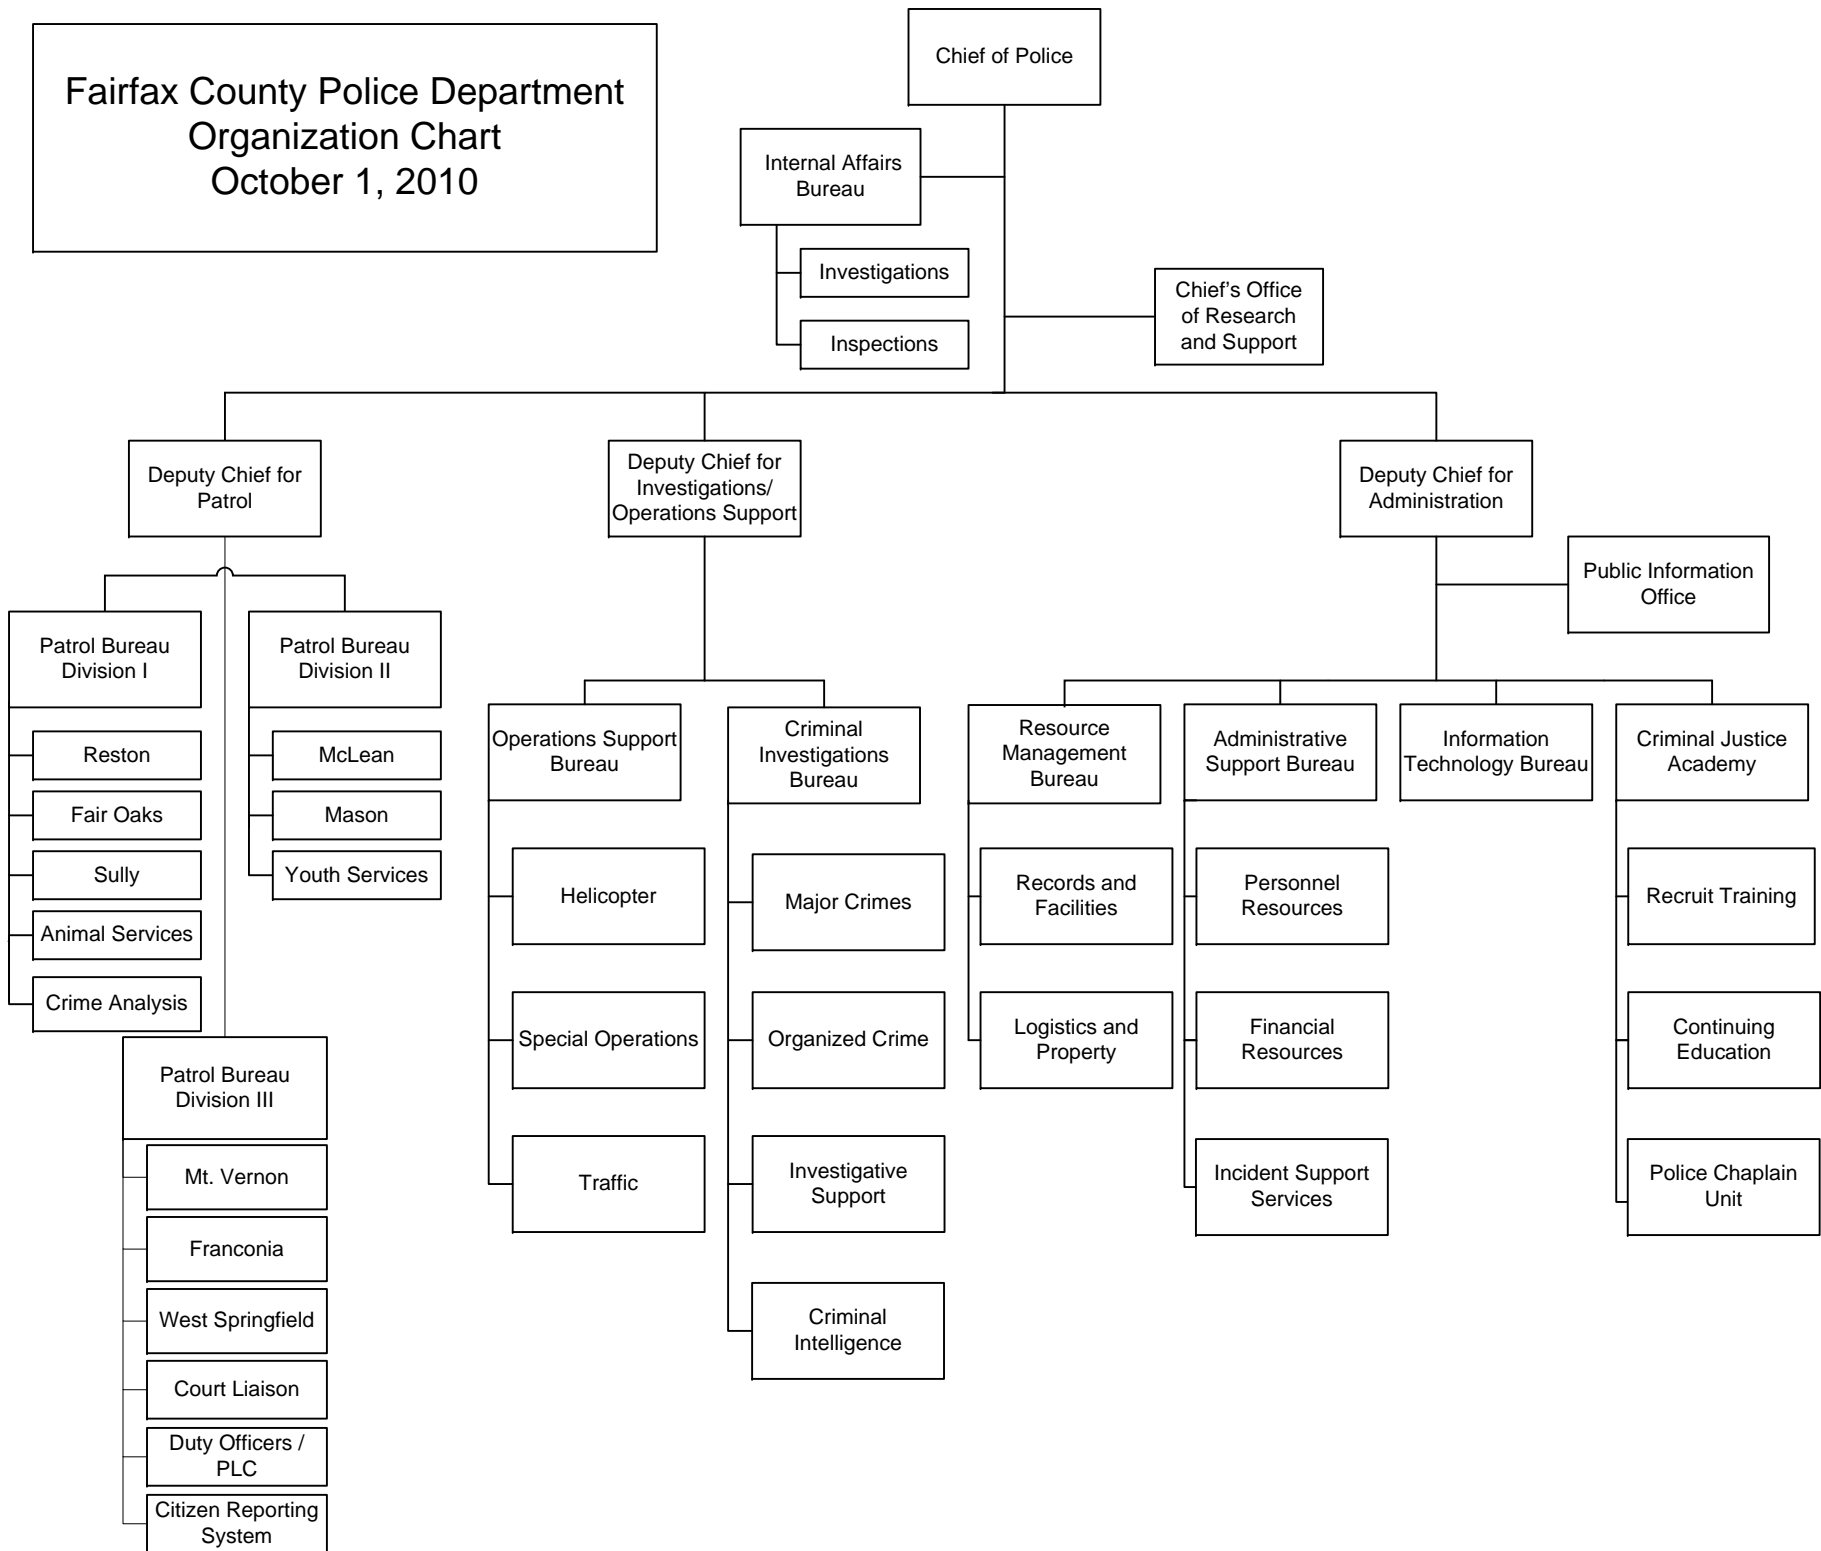 Fairfax County Police Department
Organization Chart
October 1, 2010
Chief of Police
Internal Affairs
Bureau
Investigations
Inspections
Chief's Office
of Research
and Support
Deputy Chief for
Patrol
Deputy Chief for
Investigations/
Operations Support
Deputy Chief for
Administration
Public Information
Office
Patrol Bureau
Division I
Reston
Fair Oaks
Sully
Animal Services
Crime Analysis
Patrol Bureau
Division II
McLean
Mason
Youth Services
Patrol Bureau
Division III
Mt. Vernon
Franconia
West Springfield
Court Liaison
Duty Officers /
PLC
Citizen Reporting
System
Operations Support
Bureau
Helicopter
Special Operations
Traffic
Criminal
Investigations
Bureau
Major Crimes
Organized Crime
Investigative
Support
Criminal
Intelligence
Resource
Management
Bureau
Records and
Facilities
Logistics and
Property
Administrative
Support Bureau
Personnel
Resources
Financial
Resources
Incident Support
Services
Information
Technology Bureau
Criminal Justice
Academy
Recruit Training
Continuing
Education
Police Chaplain
Unit